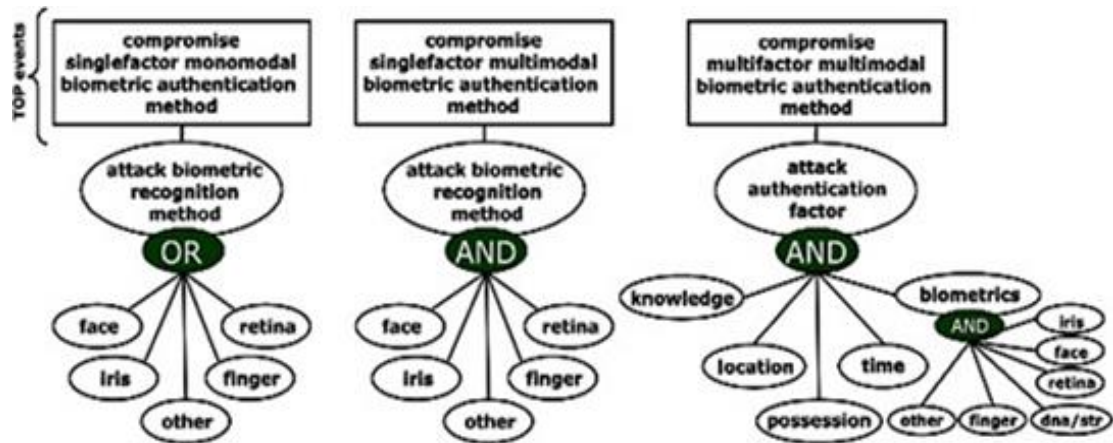 TOP events
compromise
singlefactor monomodal
biometric authentication
method
attack biometric
recognition
method
OR
face
retina
iris
finger
other
compromise
singlefactor multimodal
biometric authentication
method
attack biometric
recognition
method
AND
face
retina
iris
finger
other
compromise
multifactor multimodal
biometric authentication
method
attack
authentication
factor
AND
knowledge
biometrics
location
time
possession
AND
iris
face
retina
other
finger
dna/str